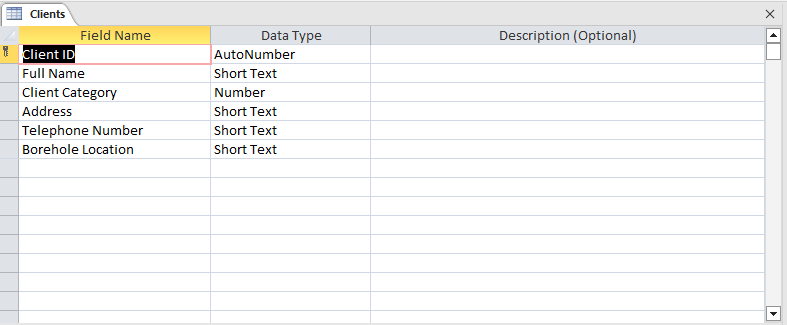 Clients
Field Name Data Type Description (Optional)
Client ID AutoNumber
Full Name Short Text
Client Category Number
Address Short Text
Telephone Number Short Text
Borehole Location Short Text